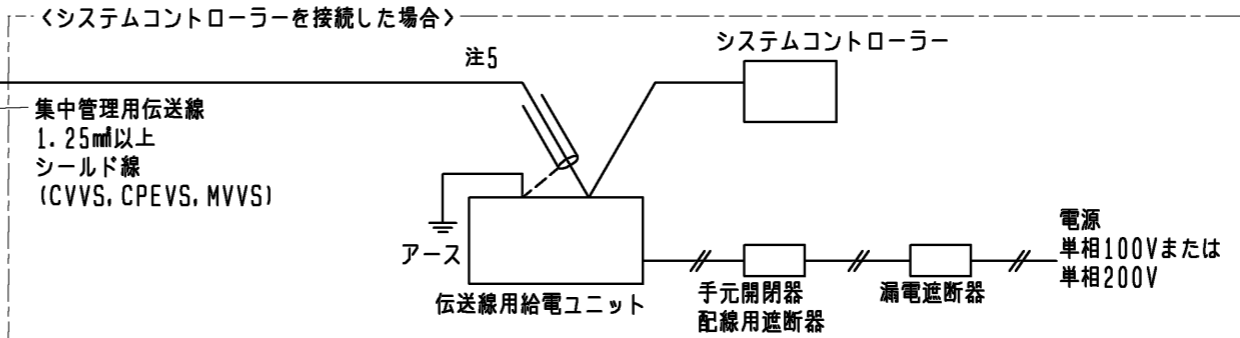 〈システムコントローラーを接続した場合〉
システムコントローラー
注5
集中管理用伝送線
1.25㎟以上
シールド線
(CVVS, CPEVS, MVVS)
アース
伝送線用給電ユニット
手元開閉器
配線用遮断器
漏電遮断器
電源
単相100Vまたは
単相200V